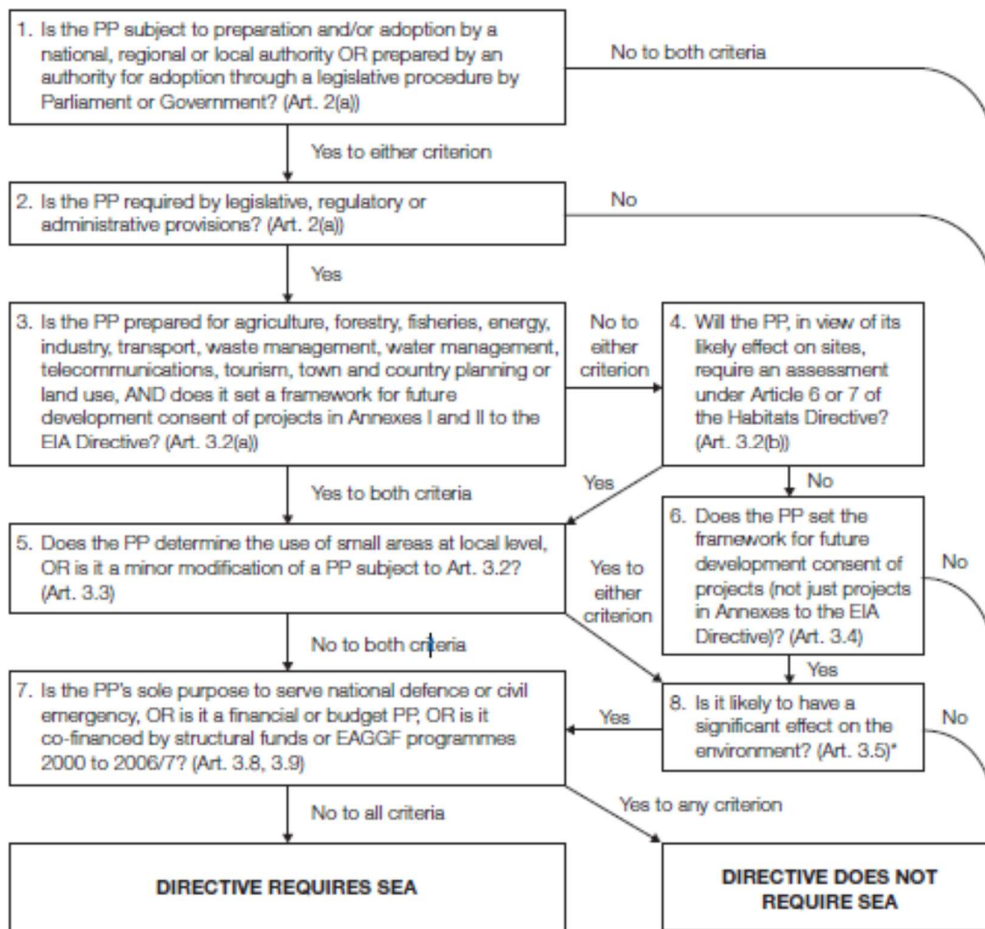 1. Is the PP subject to preparation and/or adoption by a
national, regional or local authority OR prepared by an
authority for adoption through a legislative procedure by
Parliament or Government? (Art. 2(a))
No to both criteria
Yes to either criterion
2. Is the PP required by legislative, regulatory or
administrative provisions? (Art. 2(a))
No
Yes
3. Is the PP prepared for agriculture, forestry, fisheries, energy,
industry, transport, waste management, water management,
telecommunications, tourism, town and country planning or
land use, AND does it set a framework for future
development consent of projects in Annexes I and II to the
EIA Directive? (Art. 3.2(a))
No to
either
criterion
4. Will the PP, in view of its
likely effect on sites,
require an assessment
under Article 6 or 7 of
the Habitats Directive?
(Art. 3.2(b))
Yes to both criteria
Yes
No
5. Does the PP determine the use of small areas at local level,
OR is it a minor modification of a PP subject to Art. 3.2?
(Art. 3.3)
Yes to
either
criterion
6. Does the PP set the
framework for future
development consent of
projects (not just projects
in Annexes to the EIA
Directive)? (Art. 3.4)
No
No to both criteria
Yes
7. Is the PP's sole purpose to serve national defence or civil
emergency, OR is it a financial or budget PP, OR is it
co-financed by structural funds or EAGGF programmes
2000 to 2006/7? (Art. 3.8, 3.9)
Yes
8. Is it likely to have a
significant effect on the
environment? (Art. 3.5)*
No
No to all criteria
Yes to any criterion
DIRECTIVE REQUIRES SEA
DIRECTIVE DOES NOT
REQUIRE SEA